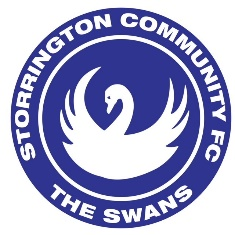 STORRINGTON COMMUNITY FC
THE SWANS